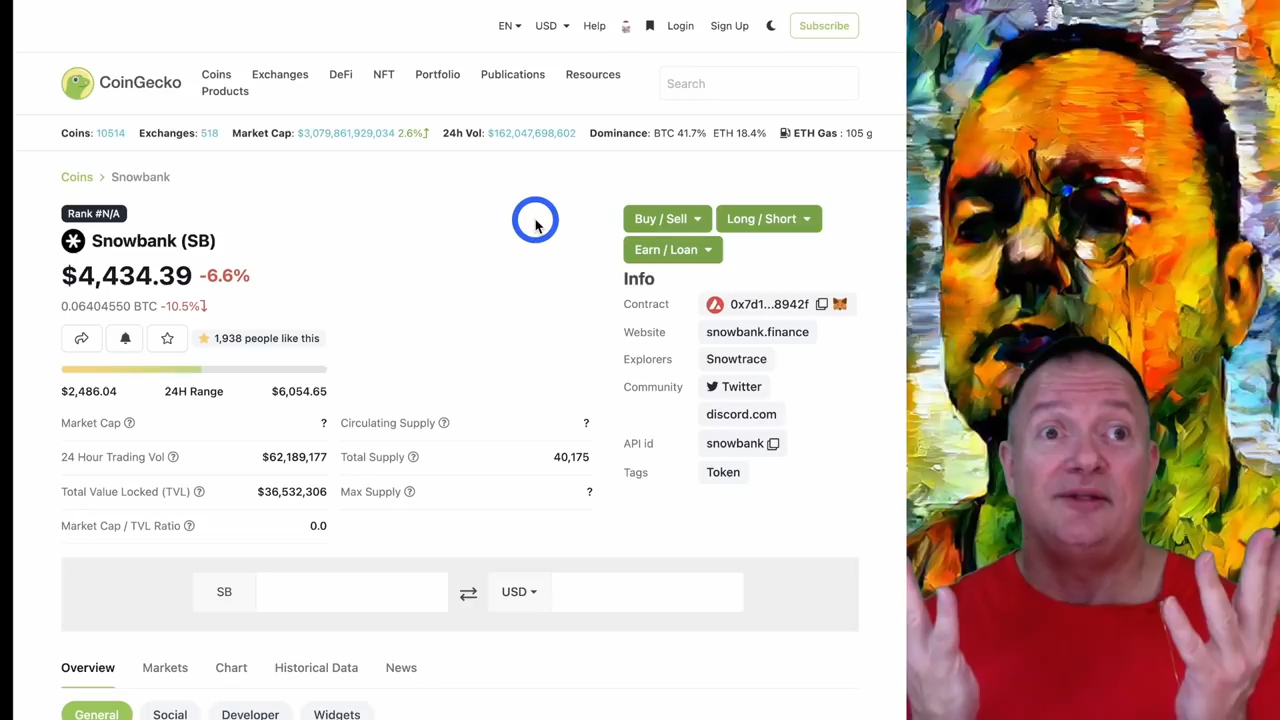 EN USD Help Login Sign Up Subscribe
CoinGecko
Coins Exchanges DeFi NFT Portfolio Publications Resources
Products
Search
Coins: 10514 Exchanges: 518 Market Cap: $3,079,861,929,034 2.6% 24h Vol: $162,047,698,602 Dominance: BTC 41.7% ETH 18.4% ETH Gas : 105 g
Coins > Snowbank
Rank #N/A
Snowbank (SB)
$4,434.39 -6.6%
0.06404550 BTC -10.5%
1,938 people like this
$2,486.04 24H Range $6,054.65
Market Cap ?
Circulating Supply ?
24 Hour Trading Vol $62,189,177
Total Supply 40,175
Total Value Locked (TVL) $36,532,306
Max Supply ?
Market Cap / TVL Ratio 0.0
Buy / Sell Long / Short
Earn / Loan
Info
Contract 0x7d1...8942f
Website snowbank.finance
Explorers Snowtrace
Community Twitter
discord.com
API id snowbank
Tags Token
SB USD
Overview Markets Chart Historical Data News
General Social Developer Widgets